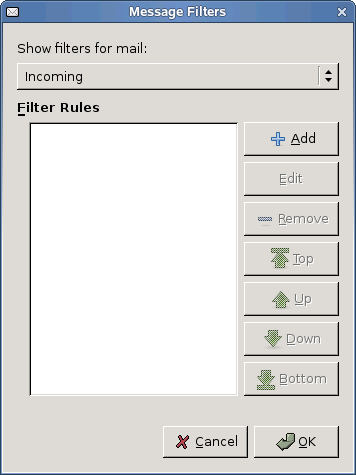 Message Filters
Show filters for mail:
Incoming
Filter Rules
Add
Edit
Remove
Top
Up
Down
Bottom
Cancel
OK